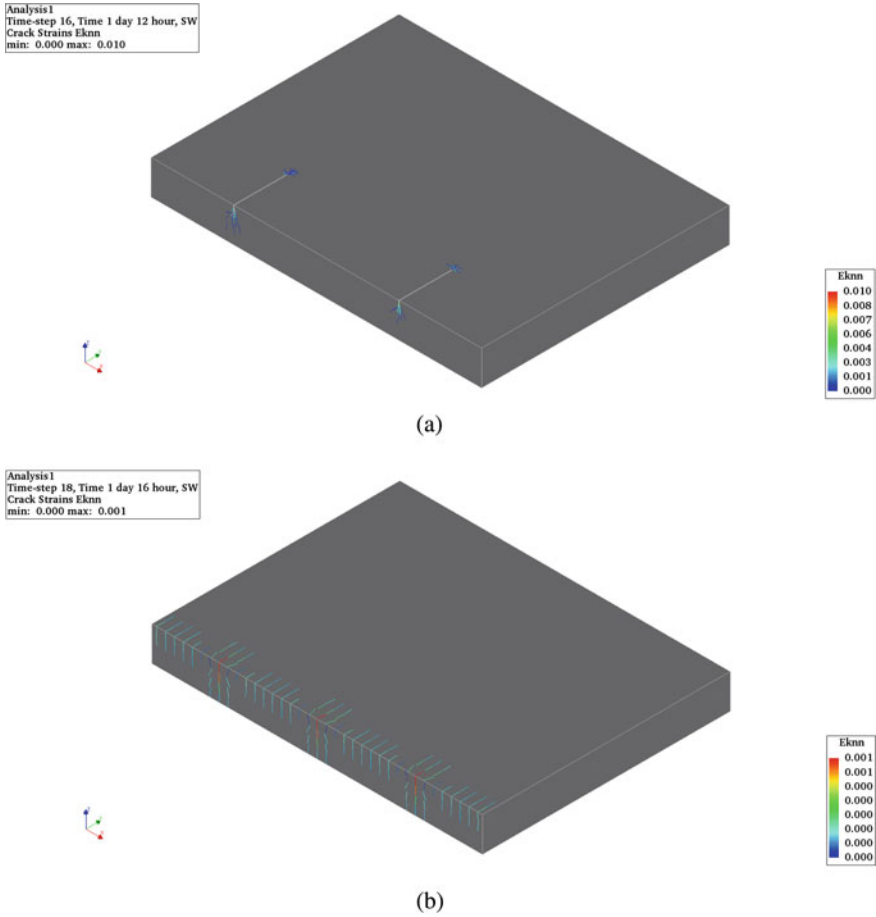 Analysis1
Time-step 16, Time 1 day 12 hour, SW
Crack Strains Eknn
min: 0.000 max: 0.010
Eknn
0.010
0.008
0.007
0.006
0.004
0.003
0.001
0.000
(a)
Analysis1
Time-step 18, Time 1 day 16 hour, SW
Crack Strains Eknn
min: 0.000 max: 0.001
Eknn
0.001
0.001
0.000
0.000
0.000
0.000
0.000
0.000
(b)